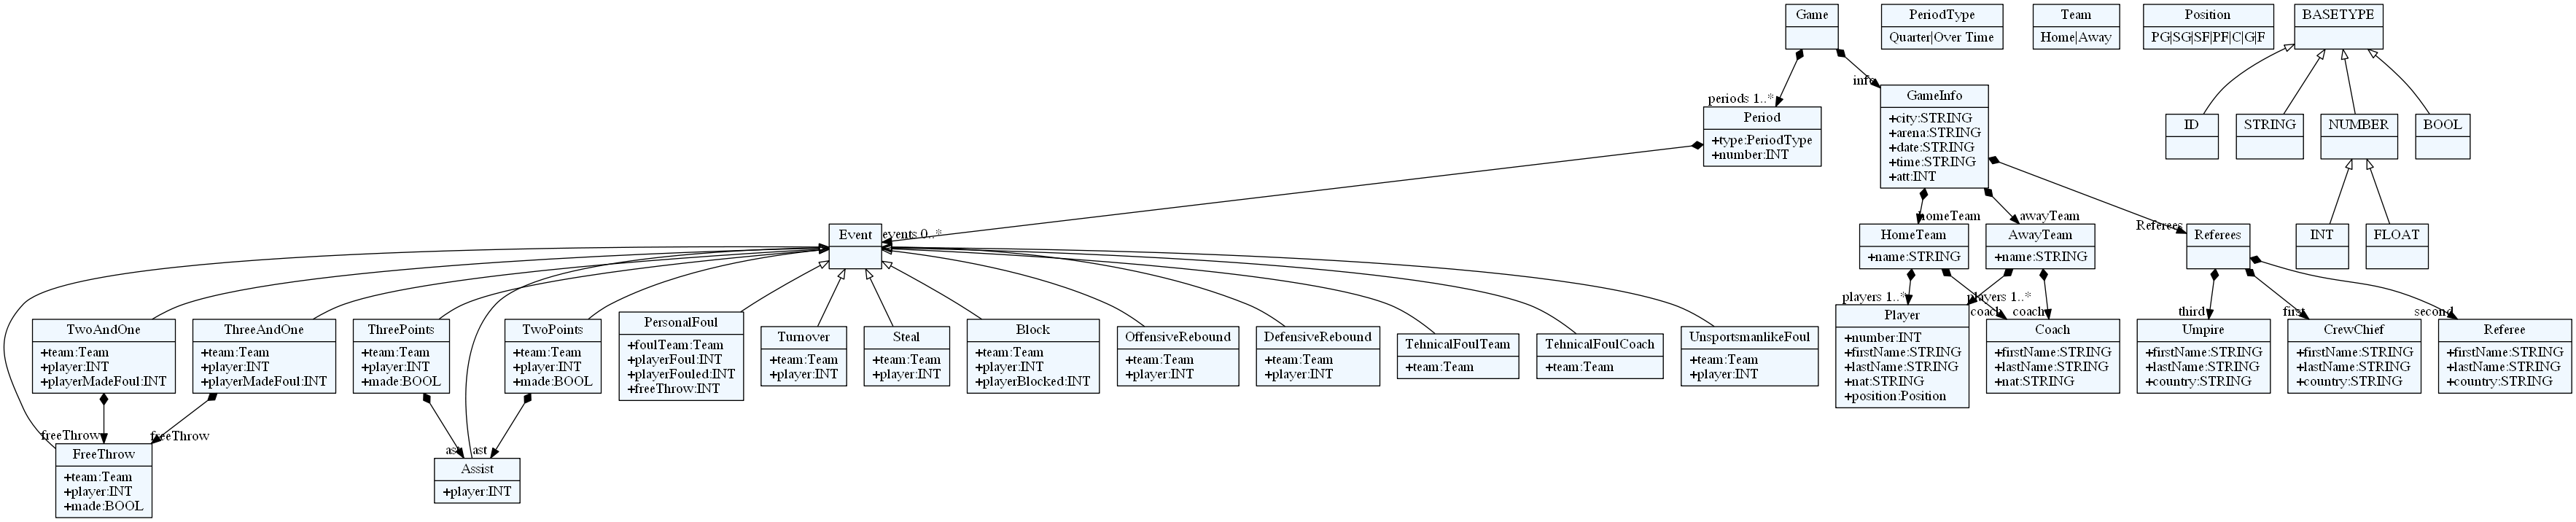 Game
PeriodType
Quarter|Over Time
Team
Home|Away
Position
PG|SG|SF|PF|C|G|F
BASETYPE
info
periods 1..*
Period
+type:PeriodType
+number:INT
GameInfo
+city:STRING
+arena:STRING
+date:STRING
+time:STRING
+att:INT
ID
STRING
NUMBER
BOOL
Event
events 0..*
homeTeam
awayTeam
Referees
HomeTeam
+name:STRING
AwayTeam
+name:STRING
Referees
INT
FLOAT
players 1..*
players 1..*
coach
coach
third
first
second
TwoAndOne
+team:Team
+player:INT
+playerMadeFoul:INT
ThreeAndOne
+team:Team
+player:INT
+playerMadeFoul:INT
ThreePoints
+team:Team
+player:INT
+made:BOOL
TwoPoints
+team:Team
+player:INT
+made:BOOL
PersonalFoul
+foulTeam:Team
+playerFoul:INT
+playerFouled:INT
+freeThrow:INT
Turnover
+team:Team
+player:INT
Steal
+team:Team
+player:INT
Block
+team:Team
+player:INT
+playerBlocked:INT
OffensiveRebound
+team:Team
+player:INT
DefensiveRebound
+team:Team
+player:INT
TehnicalFoulTeam
+team:Team
TehnicalFoulCoach
+team:Team
UnsportsmanlikeFoul
+team:Team
+player:INT
Player
+number:INT
+firstName:STRING
+lastName:STRING
+nat:STRING
+position:Position
Coach
+firstName:STRING
+lastName:STRING
+nat:STRING
Umpire
+firstName:STRING
+lastName:STRING
+country:STRING
CrewChief
+firstName:STRING
+lastName:STRING
+country:STRING
Referee
+firstName:STRING
+lastName:STRING
+country:STRING
freeThrow
freeThrow
ast
ast
FreeThrow
+team:Team
+player:INT
+made:BOOL
Assist
+player:INT